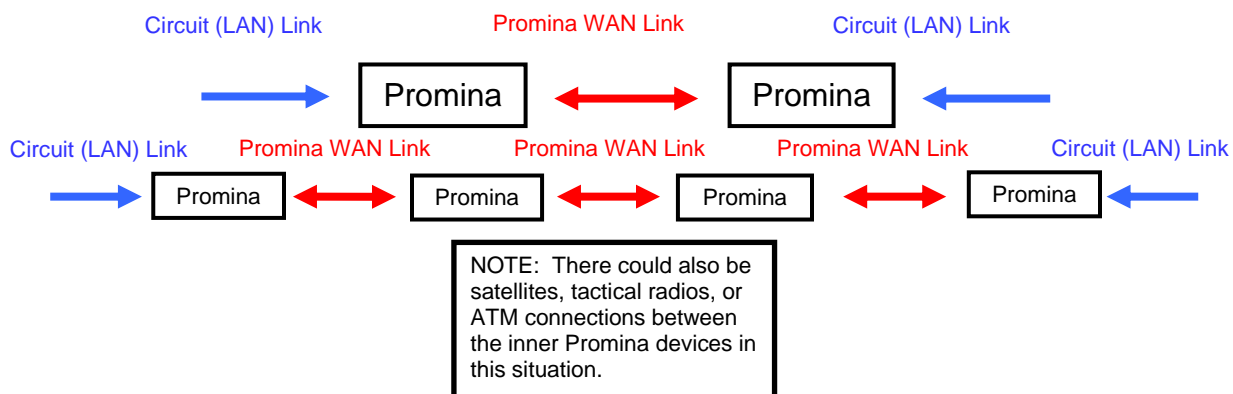 Circuit (LAN) Link Promina WAN Link Circuit (LAN) Link
Promina Promina
Circuit (LAN) Link Promina WAN Link Promina WAN Link Promina WAN Link Circuit (LAN) Link
Promina Promina Promina Promina
NOTE: There could also be
satellites, tactical radios, or
ATM connections between
the inner Promina devices in
this situation.